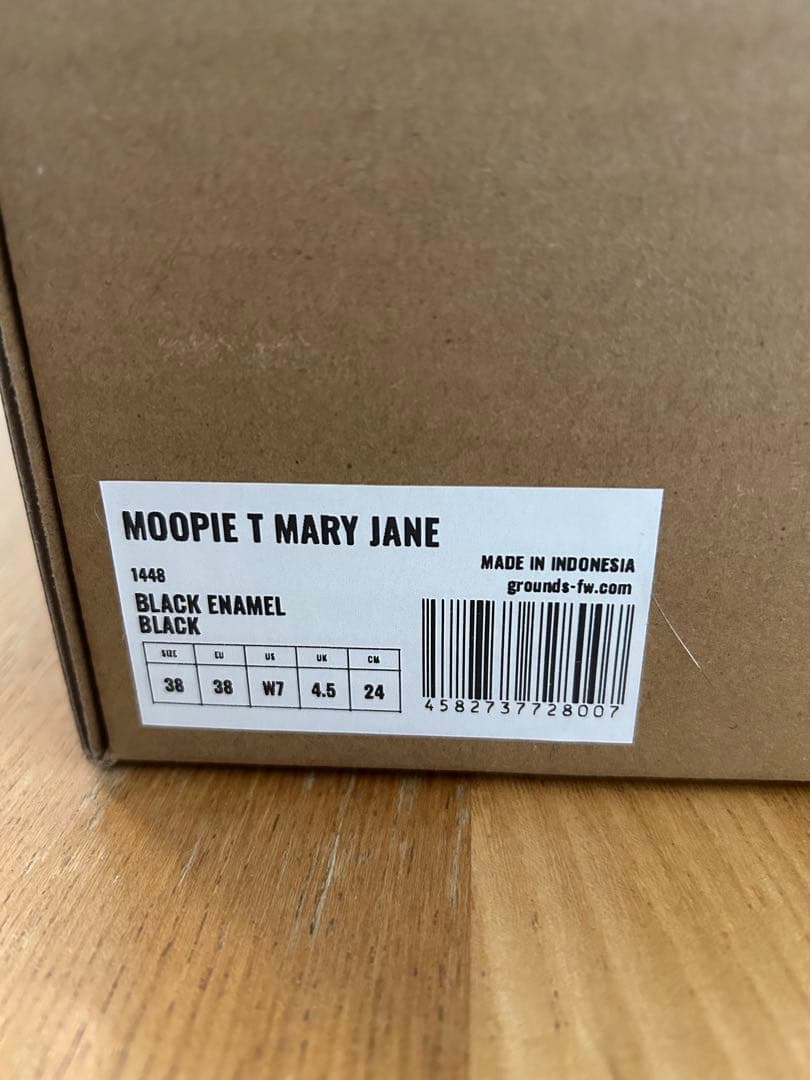 MOOPIE T MARY JANE
MADE IN INDONESIA
grounds-fw.com
1448
BLACK ENAMEL
BLACK
SIZE EU US UK CM
38 38 W7 4.5 24
4582737728007